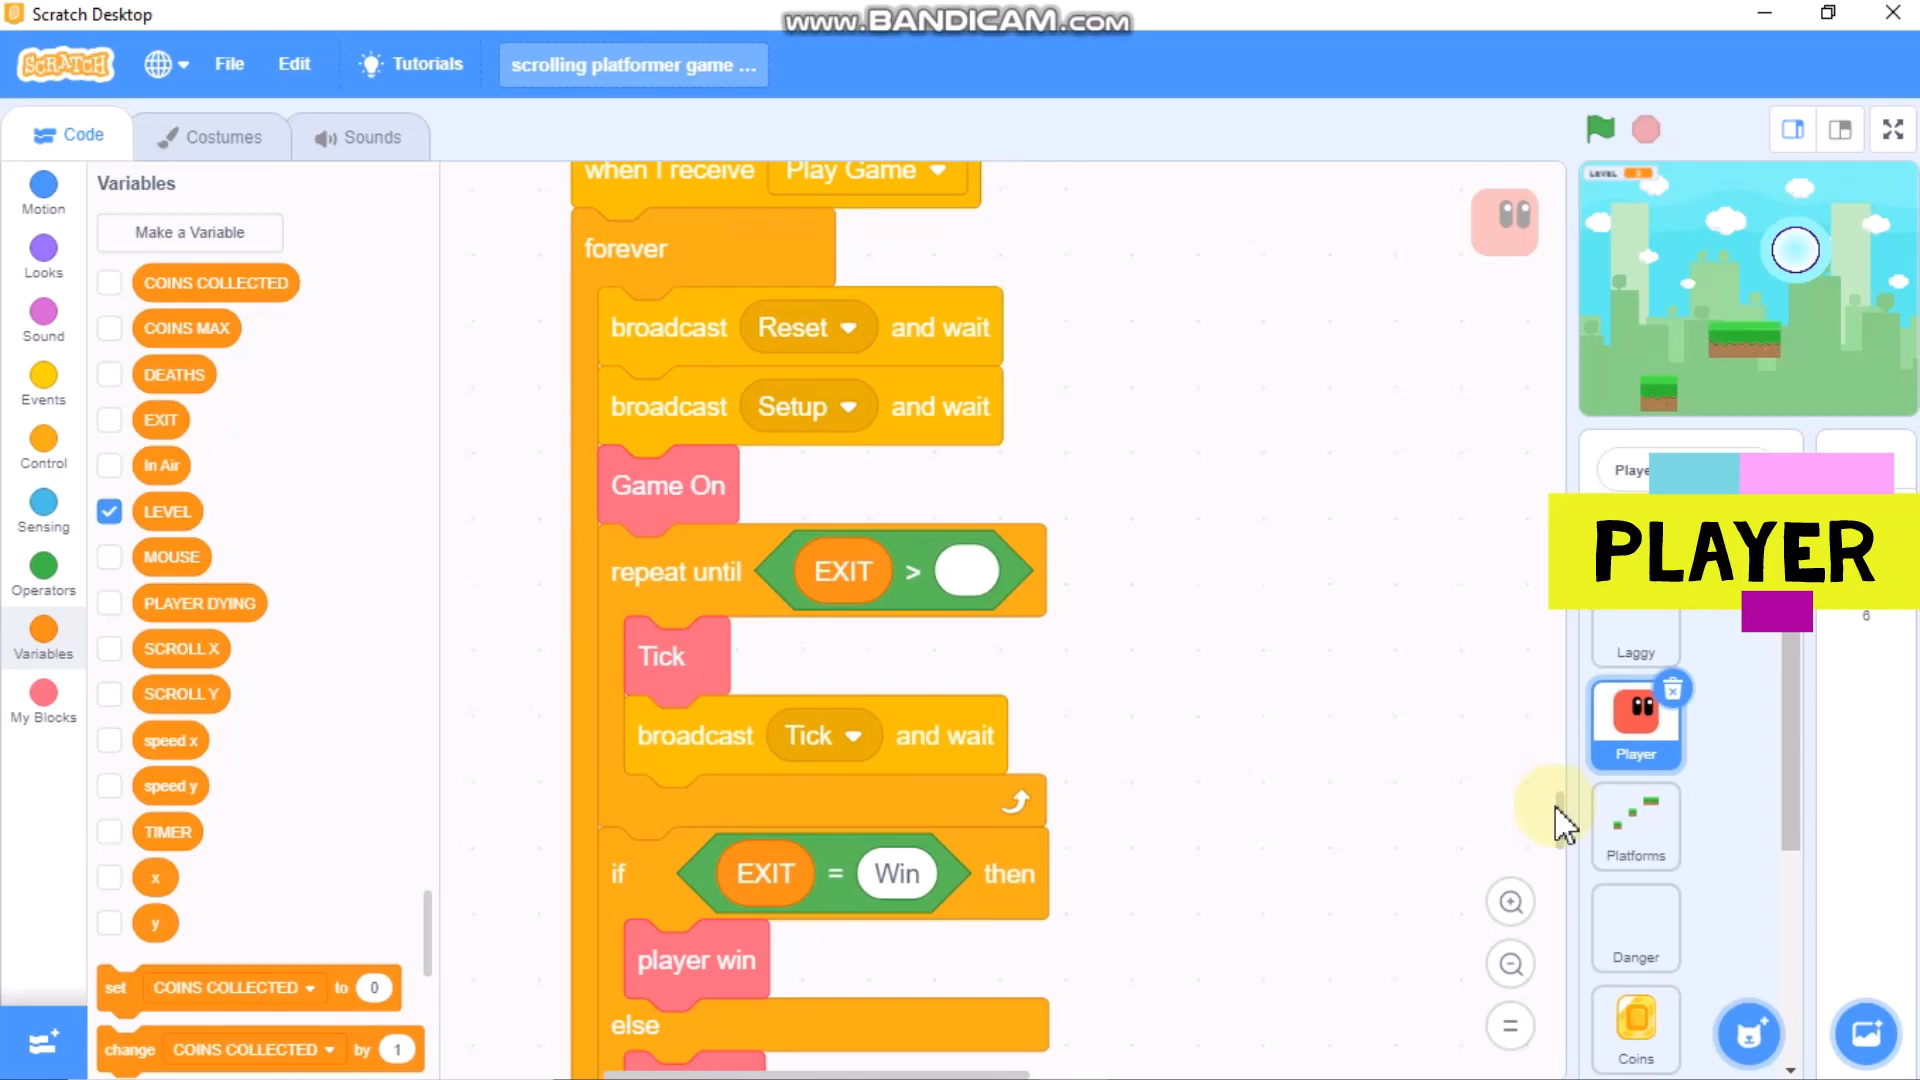 Scratch Desktop
www.BANDICAM.com
SCRATCH
File
Edit
Tutorials
scrolling platformer game ...
Code
Costumes
Sounds
Motion
Looks
Sound
Events
Control
Sensing
Operators
Variables
My Blocks
Variables
Make a Variable
COINS COLLECTED
COINS MAX
DEATHS
EXIT
In Air
LEVEL
MOUSE
PLAYER DYING
SCROLL X
SCROLL Y
speed x
speed y
TIMER
x
y
set COINS COLLECTED to 0
change COINS COLLECTED by 1
when I receive Play Game
forever
broadcast Reset and wait
broadcast Setup and wait
Game On
repeat until EXIT >
Tick
broadcast Tick and wait
if EXIT = Win then
player win
else
LEVEL
Playe
PLAYER
6
Laggy
Player
Platforms
Danger
Coins